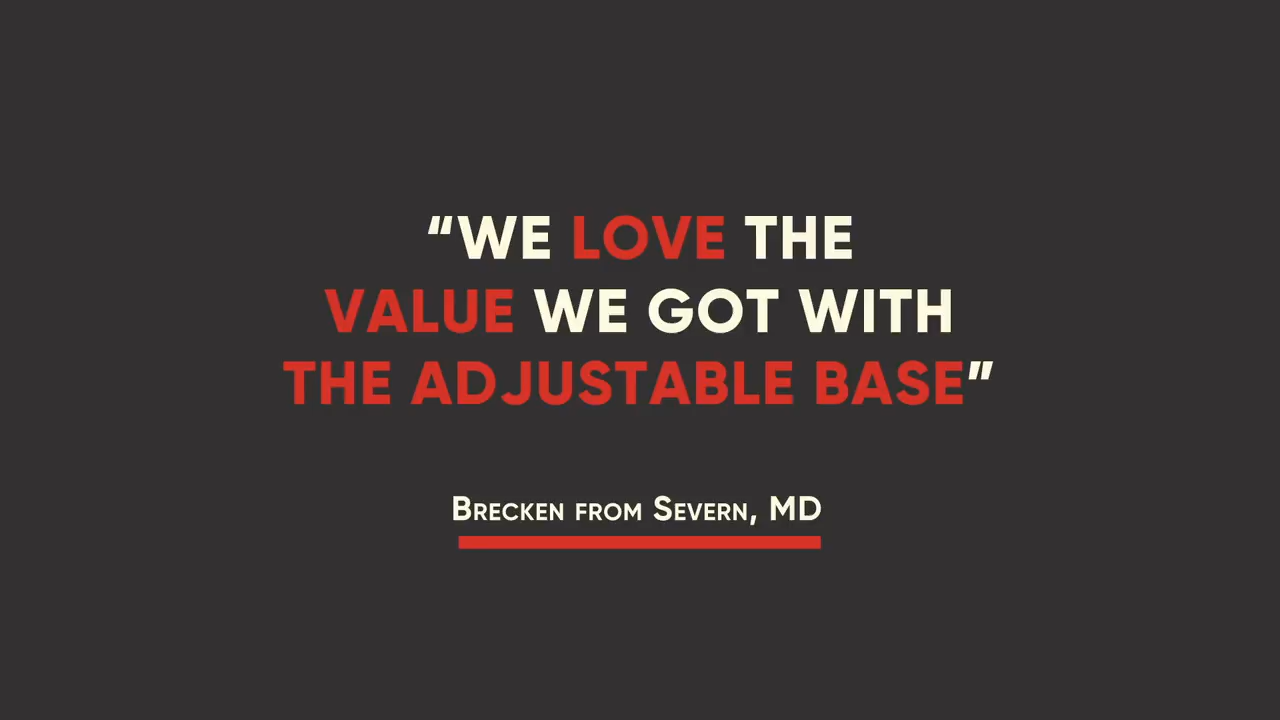 “WE LOVE THE
VALUE WE GOT WITH
THE ADJUSTABLE BASE”
Brecken from Severn, MD